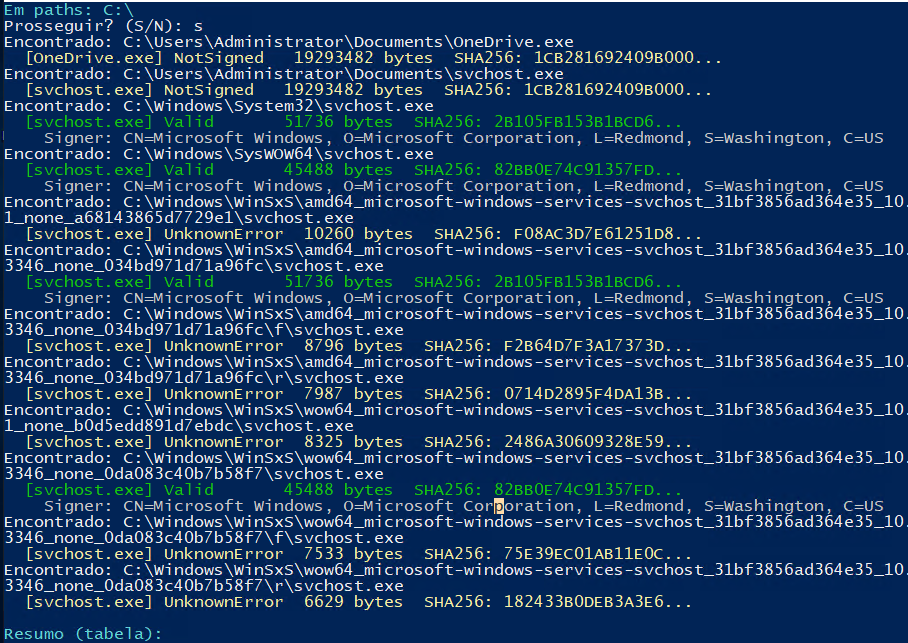 Em paths: C:\
Prosseguir? (S/N): s
Encontrado: C:\Users\Administrator\Documents\OneDrive.exe
[OneDrive.exe] NotSigned 19293482 bytes SHA256: 1CB281692409B000...
Encontrado: C:\Users\Administrator\Documents\svchost.exe
[svchost.exe] NotSigned 19293482 bytes SHA256: 1CB281692409B000...
Encontrado: C:\Windows\System32\svchost.exe
[svchost.exe] Valid 51736 bytes SHA256: 2B105FB153B1BCD6...
Signer: CN=Microsoft Windows, O=Microsoft Corporation, L=Redmond, S=Washington, C=US
Encontrado: C:\Windows\SysWOW64\svchost.exe
[svchost.exe] Valid 45488 bytes SHA256: 82BB0E74C91357FD...
Signer: CN=Microsoft Windows, O=Microsoft Corporation, L=Redmond, S=Washington, C=US
Encontrado: C:\Windows\WinSxS\amd64_microsoft-windows-services-svchost_31bf3856ad364e35_10.
1_none_a68143865d7729e1\svchost.exe
[svchost.exe] UnknownError 10260 bytes SHA256: F08AC3D7E61251D8...
Encontrado: C:\Windows\WinSxS\amd64_microsoft-windows-services-svchost_31bf3856ad364e35_10.
3346_none_034bd971d71a96fc\svchost.exe
[svchost.exe] Valid 51736 bytes SHA256: 2B105FB153B1BCD6...
Signer: CN=Microsoft Windows, O=Microsoft Corporation, L=Redmond, S=Washington, C=US
Encontrado: C:\Windows\WinSxS\amd64_microsoft-windows-services-svchost_31bf3856ad364e35_10.
3346_none_034bd971d71a96fc\f\svchost.exe
[svchost.exe] UnknownError 8796 bytes SHA256: F2B64D7F3A17373D...
Encontrado: C:\Windows\WinSxS\amd64_microsoft-windows-services-svchost_31bf3856ad364e35_10.
3346_none_034bd971d71a96fc\r\svchost.exe
[svchost.exe] UnknownError 7987 bytes SHA256: 0714D2895F4DA13B...
Encontrado: C:\Windows\WinSxS\wow64_microsoft-windows-services-svchost_31bf3856ad364e35_10.
1_none_b0d5edd891d7ebdc\svchost.exe
[svchost.exe] UnknownError 8325 bytes SHA256: 2486A30609328E59...
Encontrado: C:\Windows\WinSxS\wow64_microsoft-windows-services-svchost_31bf3856ad364e35_10.
3346_none_0da083c40b7b58f7\svchost.exe
[svchost.exe] Valid 45488 bytes SHA256: 82BB0E74C91357FD...
Signer: CN=Microsoft Windows, O=Microsoft Corporation, L=Redmond, S=Washington, C=US
Encontrado: C:\Windows\WinSxS\wow64_microsoft-windows-services-svchost_31bf3856ad364e35_10.
3346_none_0da083c40b7b58f7\f\svchost.exe
[svchost.exe] UnknownError 7533 bytes SHA256: 75E39EC01AB11E0C...
Encontrado: C:\Windows\WinSxS\wow64_microsoft-windows-services-svchost_31bf3856ad364e35_10.
3346_none_0da083c40b7b58f7\r\svchost.exe
[svchost.exe] UnknownError 6629 bytes SHA256: 182433B0DEB3A3E6...
Resumo (tabela):